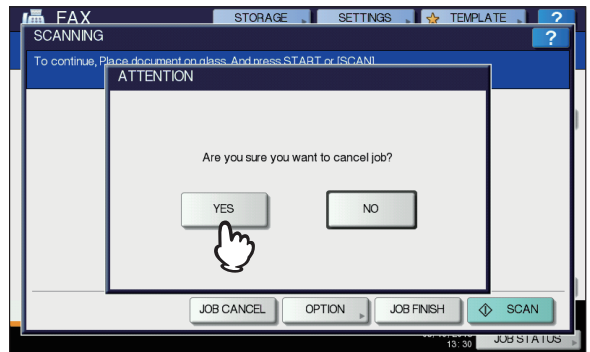 FAX STORAGE SETTINGS TEMPLATE ?
SCANNING ?
To continue, Place document on glass. And press START or [SCAN]
ATTENTION
Are you sure you want to cancel job?
YES NO
JOB CANCEL OPTION JOB FINISH SCAN
13:30 JOB STATUS